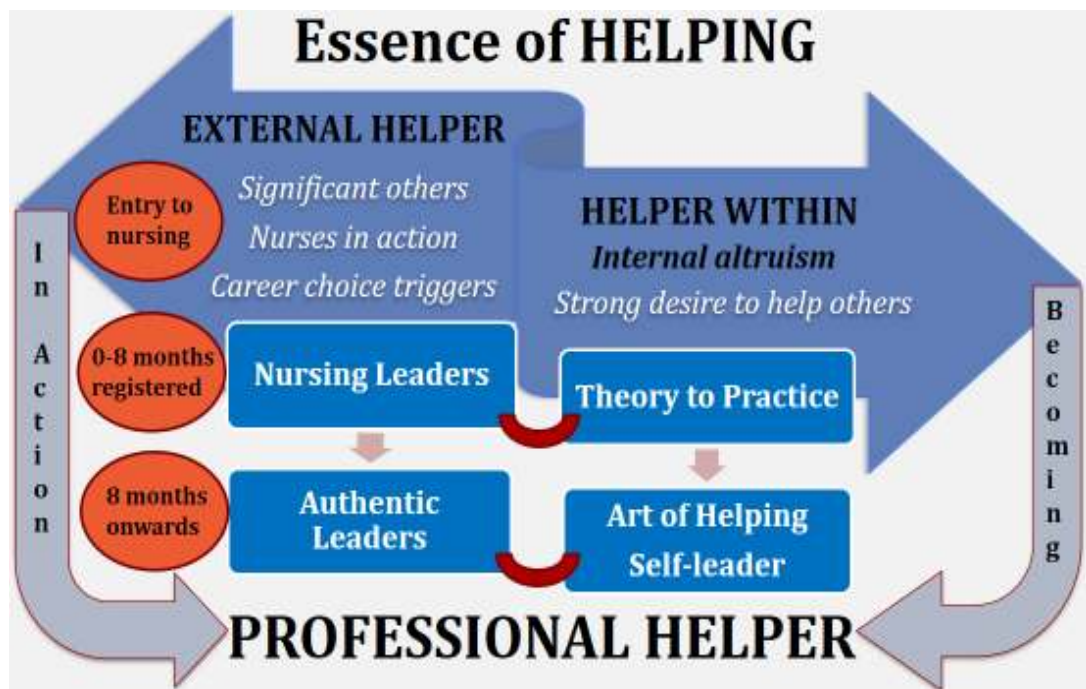 Essence of HELPING
EXTERNAL HELPER
Significant others
Nurses in action
Career choice triggers
HELPER WITHIN
Internal altruism
Strong desire to help others
Entry to
nursing
0-8 months
registered
Nursing Leaders
Theory to Practice
8 months
onwards
Authentic
Leaders
Art of Helping
Self-leader
In Action
Becoming
PROFESSIONAL HELPER